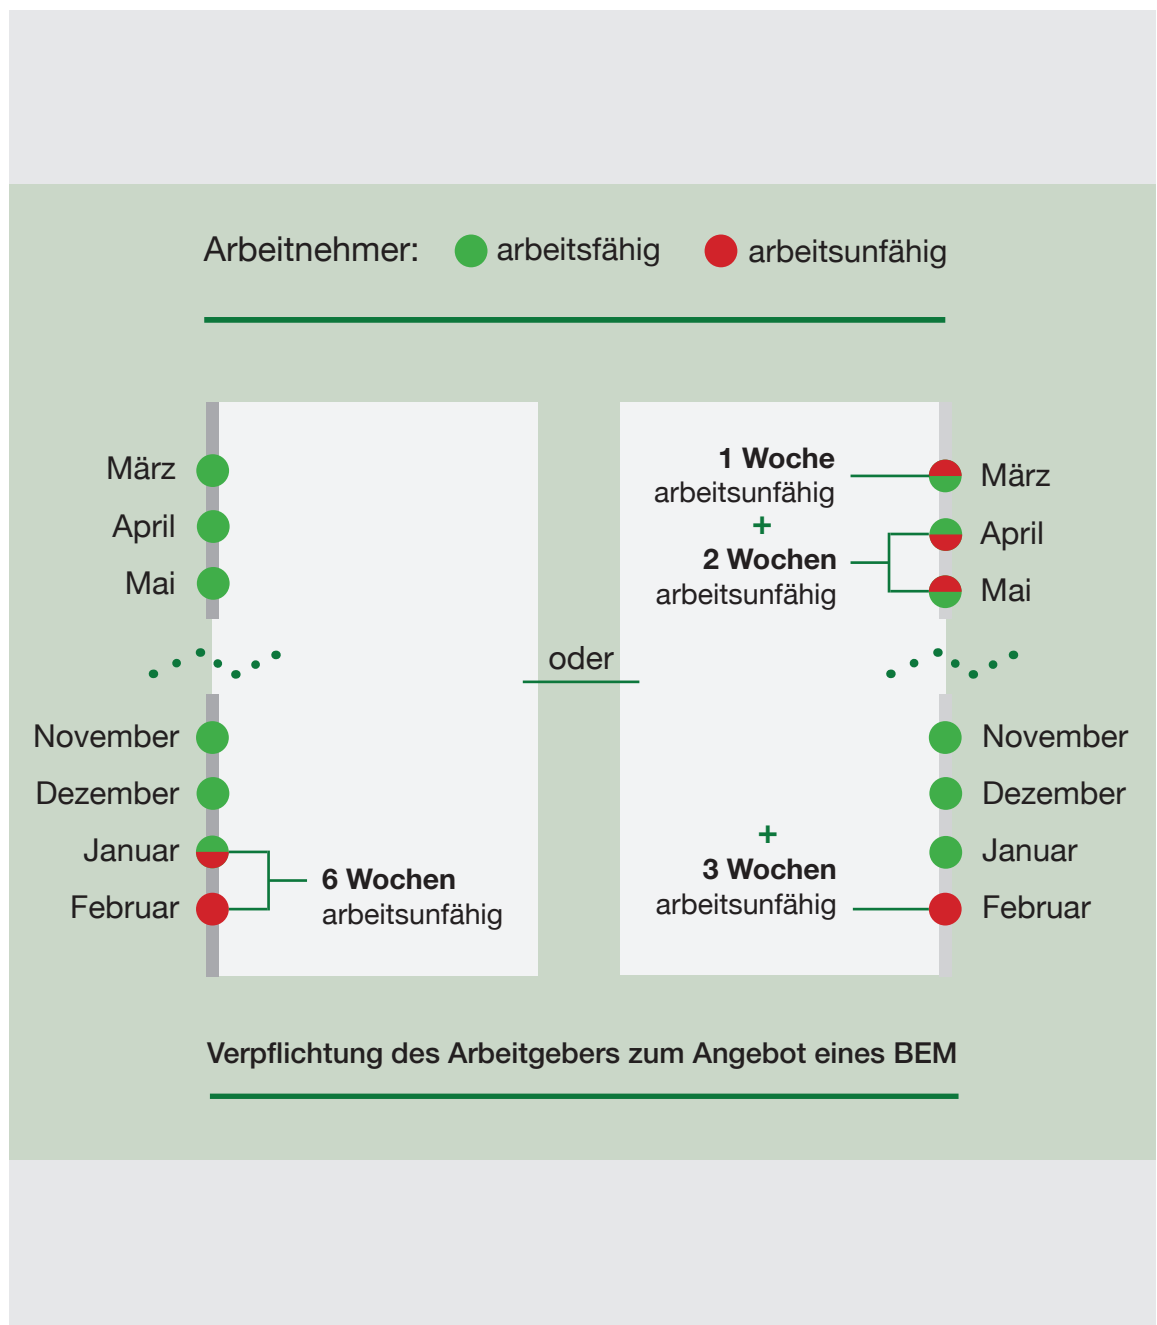 Arbeitnehmer: arbeitsfähig arbeitsunfähig
März
April
Mai
November
Dezember
Januar
Februar
6 Wochen
arbeitsunfähig
oder
1 Woche
arbeitsunfähig
+
2 Wochen
arbeitsunfähig
+
3 Wochen
arbeitsunfähig
März
April
Mai
November
Dezember
Januar
Februar
Verpflichtung des Arbeitgebers zum Angebot eines BEM